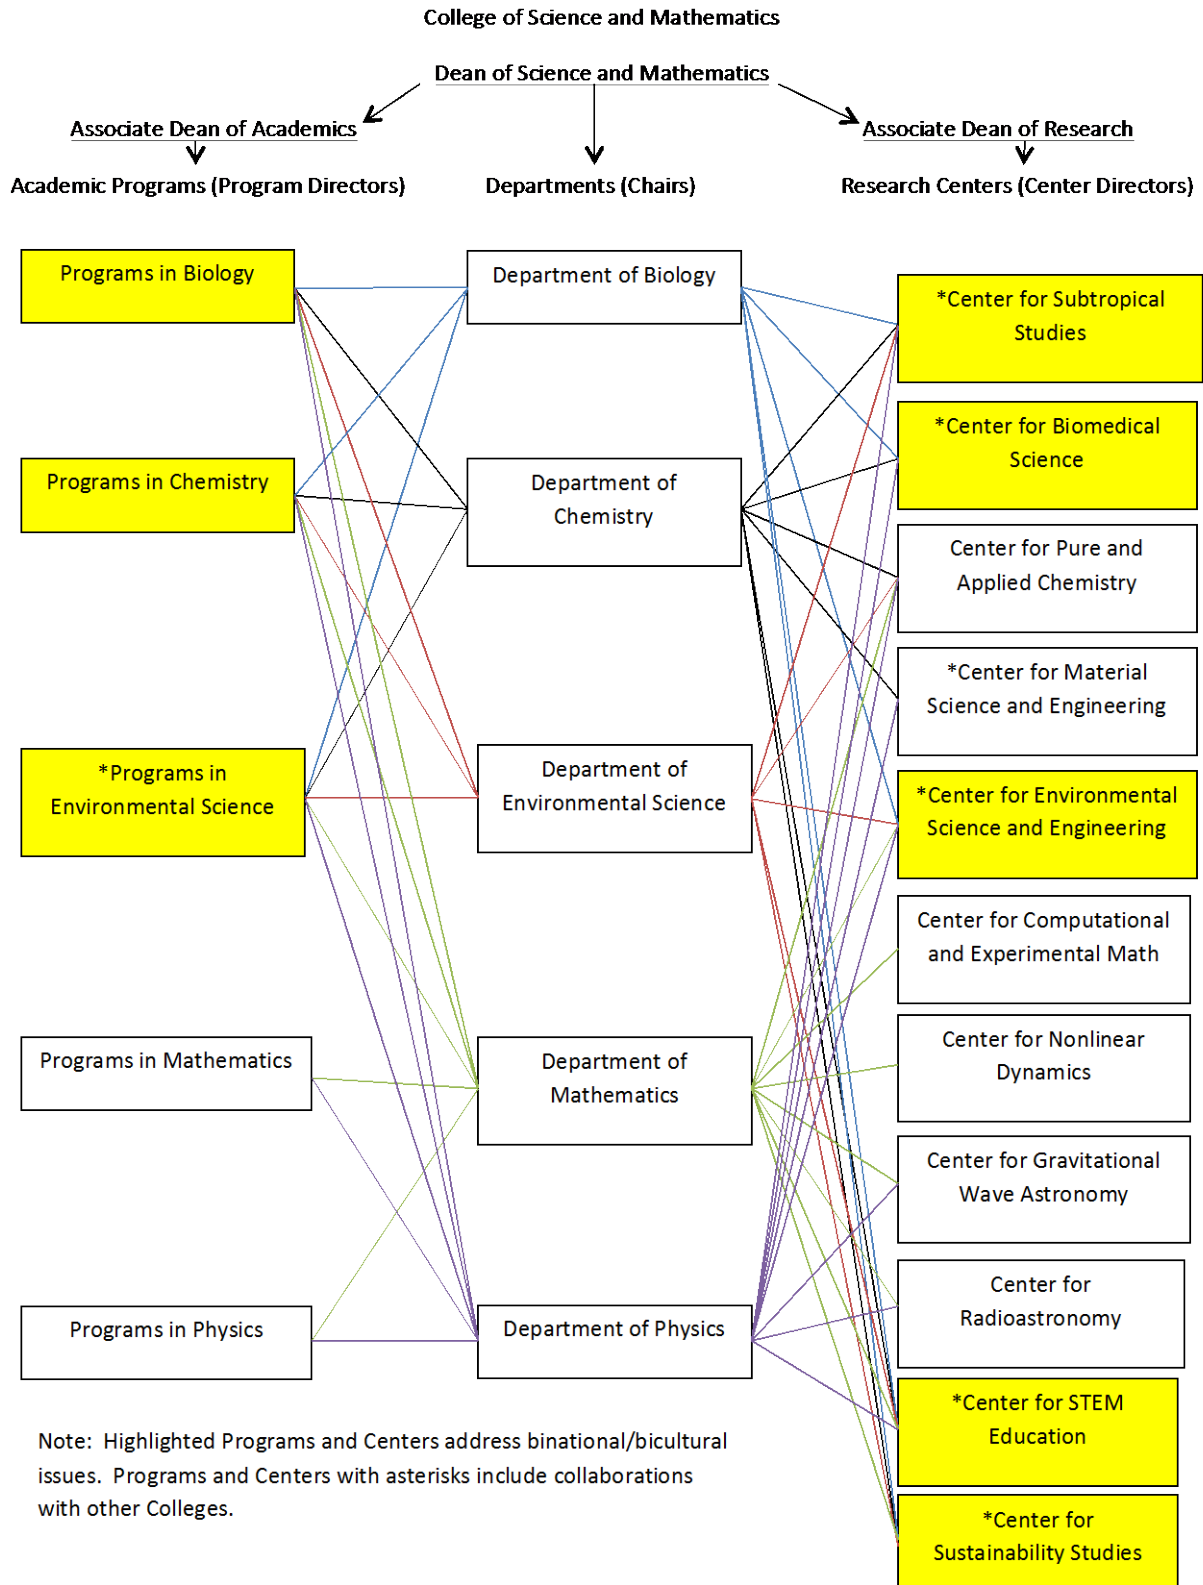 College of Science and Mathematics
Dean of Science and Mathematics
Associate Dean of Academics
Associate Dean of Research
Academic Programs (Program Directors)
Departments (Chairs)
Research Centers (Center Directors)
Programs in Biology
Programs in Chemistry
*Programs in
Environmental Science
Programs in Mathematics
Programs in Physics
Department of Biology
Department of
Chemistry
Department of
Environmental Science
Department of
Mathematics
Department of Physics
*Center for Subtropical
Studies
*Center for Biomedical
Science
Center for Pure and
Applied Chemistry
*Center for Material
Science and Engineering
*Center for Environmental
Science and Engineering
Center for Computational
and Experimental Math
Center for Nonlinear
Dynamics
Center for Gravitational
Wave Astronomy
Center for
Radioastronomy
*Center for STEM
Education
*Center for
Sustainability Studies
Note:  Highlighted Programs and Centers address binational/bicultural
issues.  Programs and Centers with asterisks include collaborations
with other Colleges.